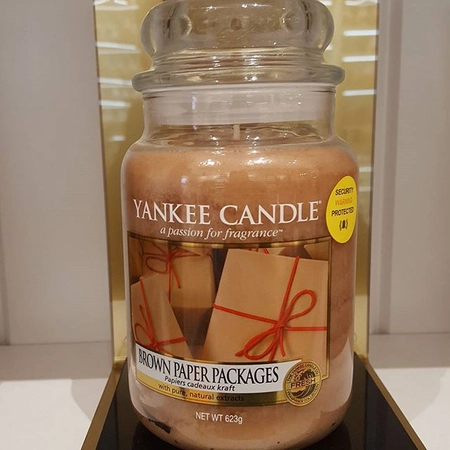 YANKEE CANDLE®
a passion for fragrance™
SECURITY
WARNING
PROTECTED
BROWN PAPER PACKAGES
Papiers cadeaux kraft
with pure, natural extracts
FRESH
NET WT 623g